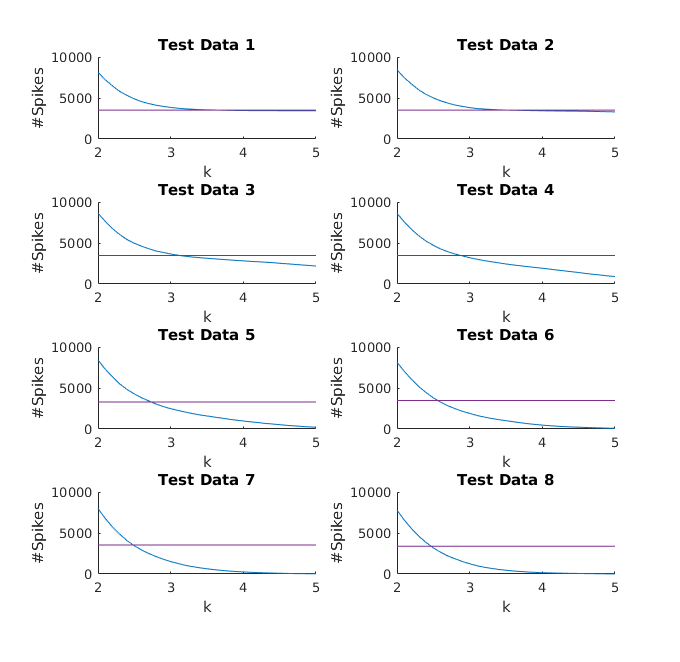 Test Data 1
10000
5000
0
#Spikes
2 3 4 5
k
Test Data 2
10000
5000
0
#Spikes
2 3 4 5
k
Test Data 3
10000
5000
0
#Spikes
2 3 4 5
k
Test Data 4
10000
5000
0
#Spikes
2 3 4 5
k
Test Data 5
10000
5000
0
#Spikes
2 3 4 5
k
Test Data 6
10000
5000
0
#Spikes
2 3 4 5
k
Test Data 7
10000
5000
0
#Spikes
2 3 4 5
k
Test Data 8
10000
5000
0
#Spikes
2 3 4 5
k